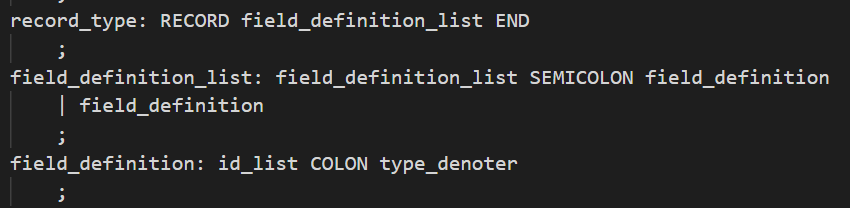 record_type: RECORD field_definition_list END
;
field_definition_list: field_definition_list SEMICOLON field_definition
| field_definition
;
field_definition: id_list COLON type_denoter
;